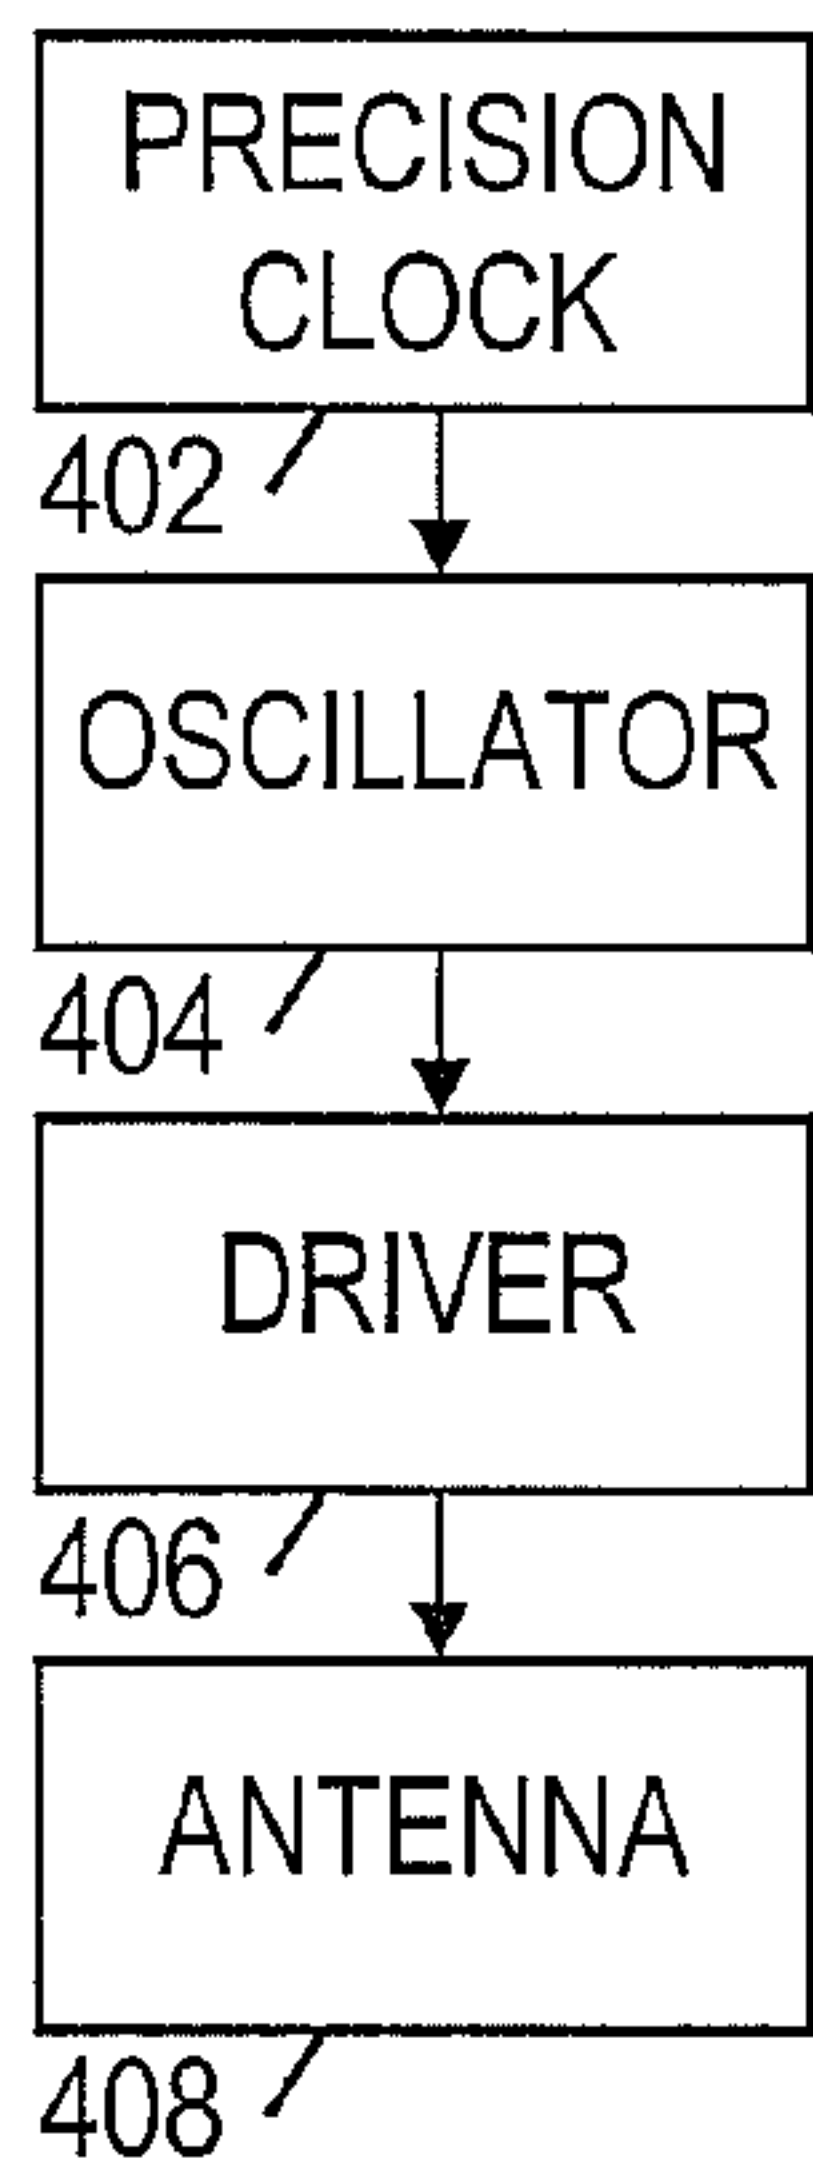 PRECISION
CLOCK
402
OSCILLATOR
404
DRIVER
406
ANTENNA
408